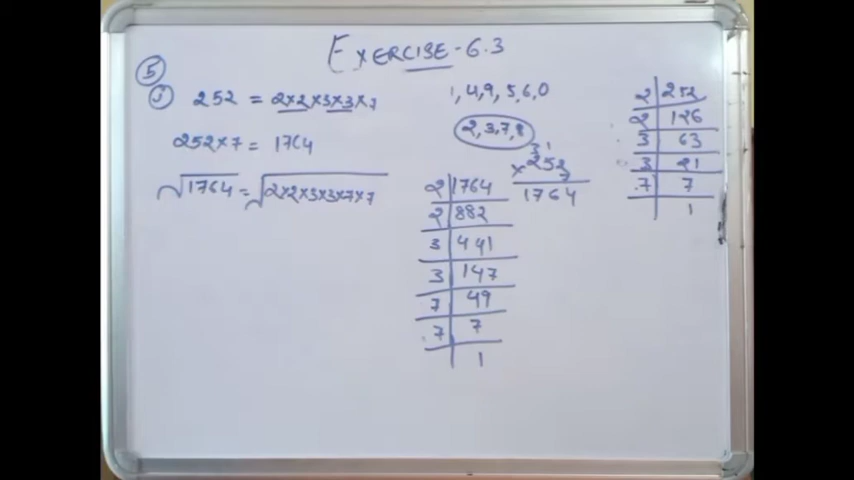 EXERCISE - 6.3
5
252 = 2×2×3×3×7
252×7 = 1764
√1764 = √2×2×3×3×7×7
1, 4, 9, 5, 6, 0
2, 3, 7, 8
3 1
×252
7
1764
2 | 1764
2 | 882
3 | 441
3 | 147
7 | 49
7 | 7
1
2 | 252
2 | 126
3 | 63
3 | 21
7 | 7
1